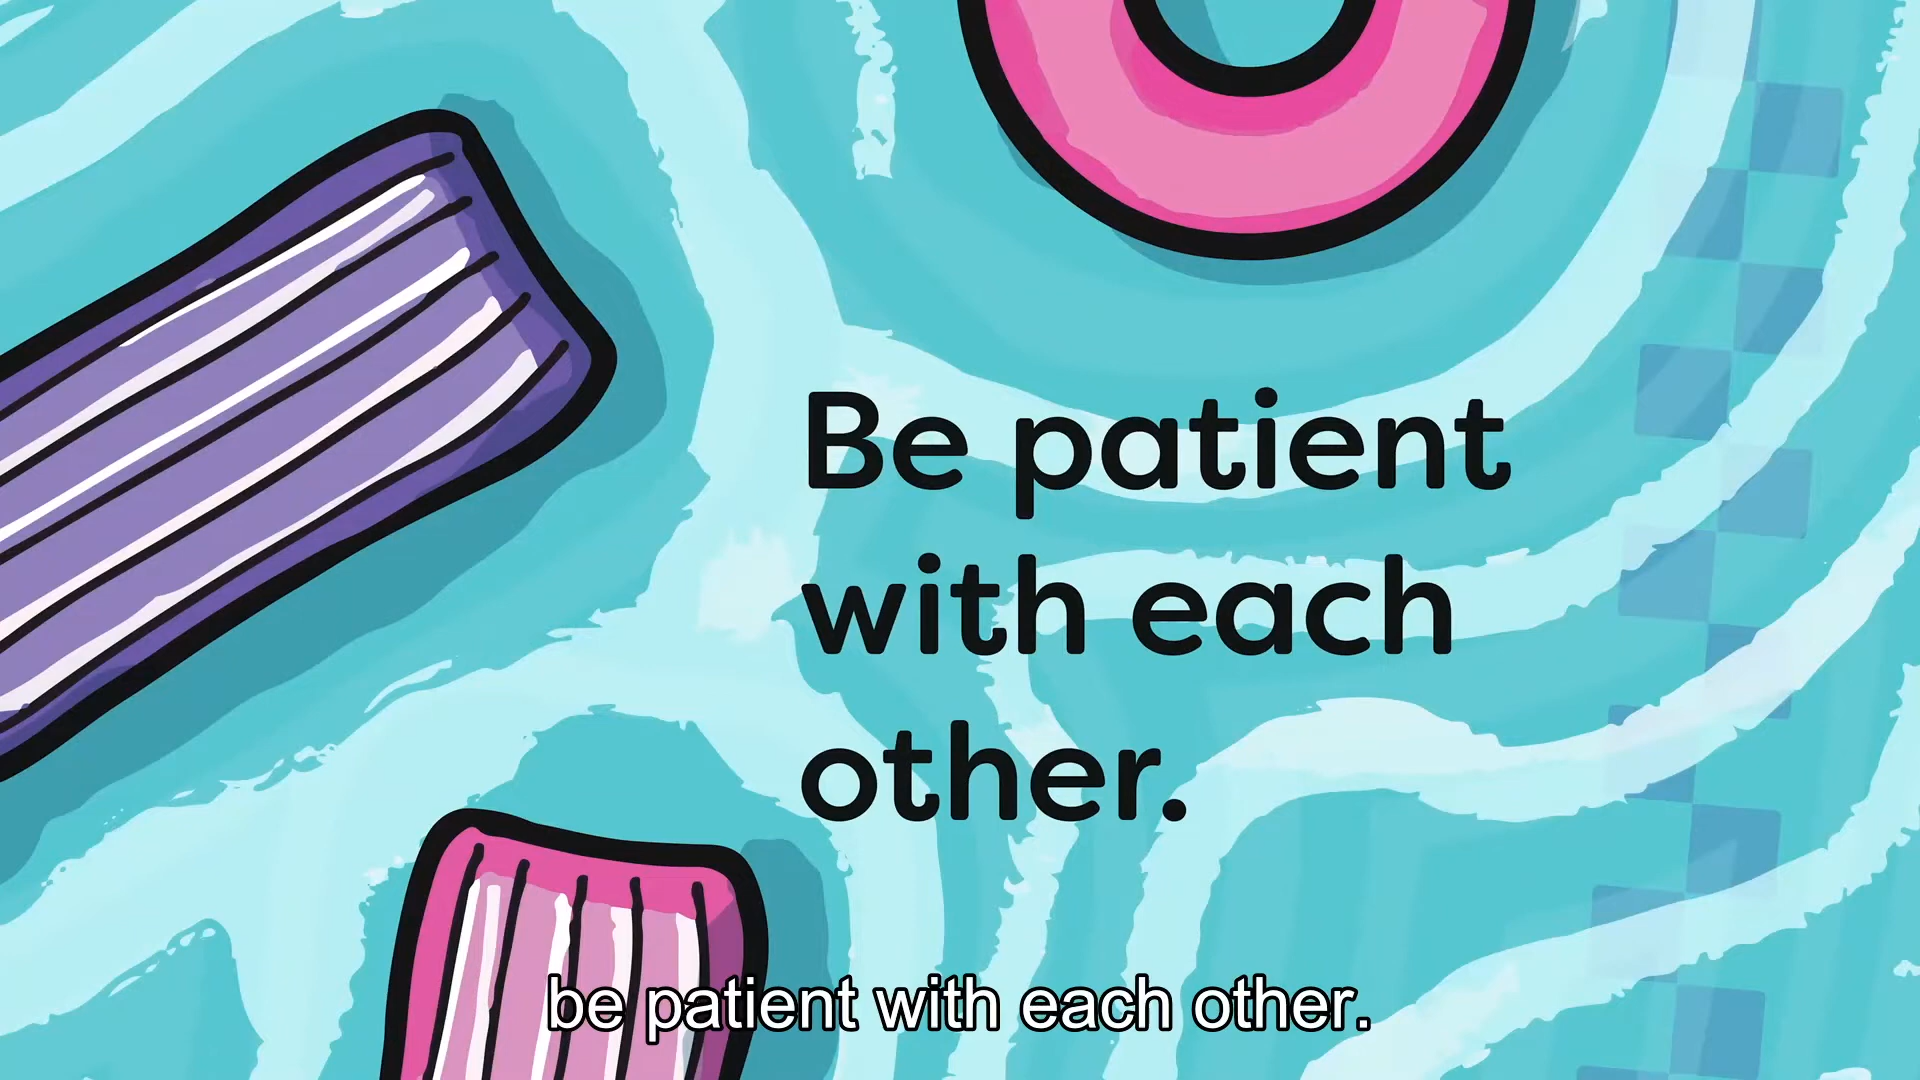 Be patient
with each
other.
be patient with each other.